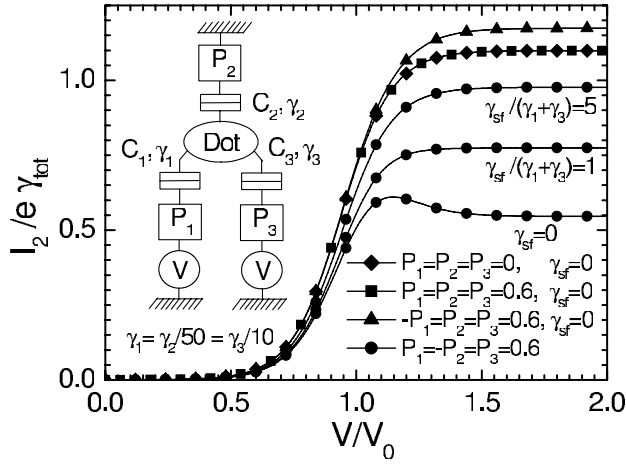 P₂
C₂,γ₂
Dot
C₁,γ₁
C₃,γ₃
P₁
P₃
V
V
γ₁ = γ₂/50 = γ₃/10
γsf/(γ₁+γ₃)=5
γsf/(γ₁+γ₃)=1
γsf=0
P₁=P₂=P₃=0, γsf=0
P₁=P₂=P₃=0.6, γsf=0
-P₁=P₂=P₃=0.6, γsf=0
P₁=-P₂=P₃=0.6
I₂/e γtot
1.0
0.5
0.0
0.0
0.5
1.0
1.5
2.0
V/V₀